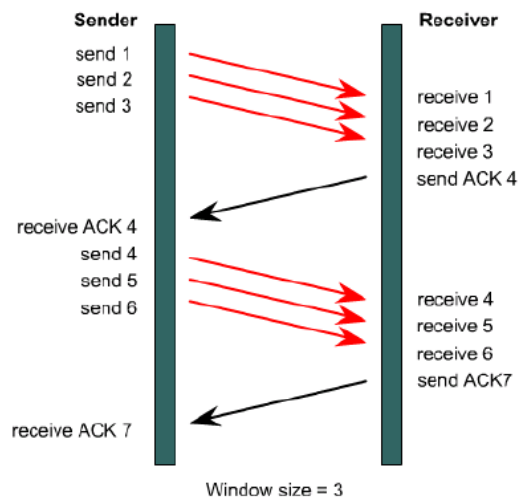 Sender
Receiver
send 1
send 2
send 3
receive 1
receive 2
receive 3
send ACK 4
receive ACK 4
send 4
send 5
send 6
receive 4
receive 5
receive 6
send ACK7
receive ACK 7
Window size = 3